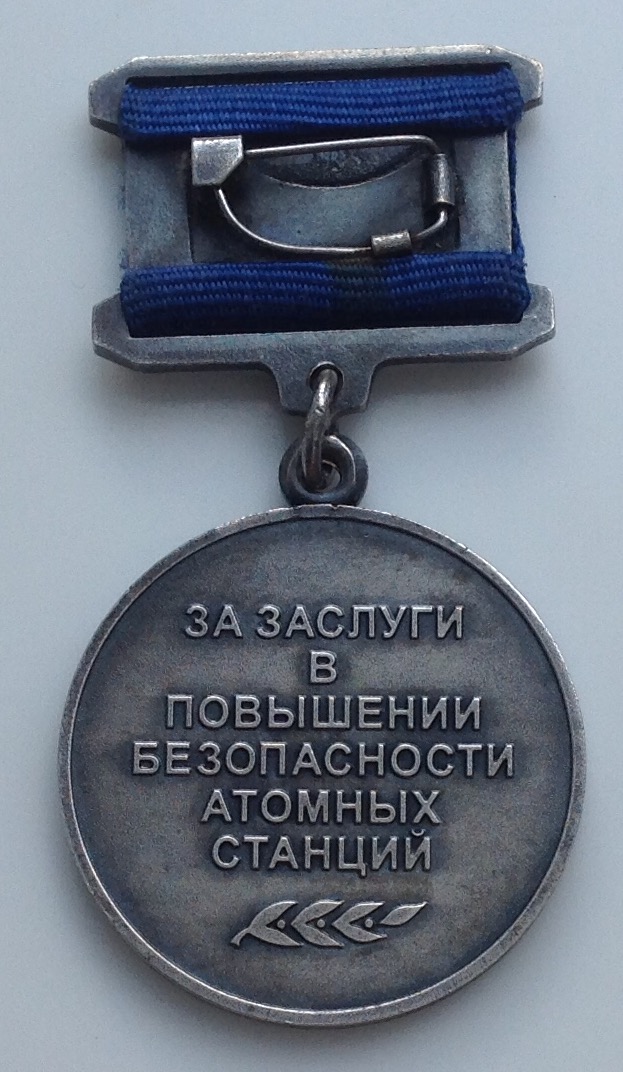 ЗА ЗАСЛУГИ
В
ПОВЫШЕНИИ
БЕЗОПАСНОСТИ
АТОМНЫХ
СТАНЦИЙ